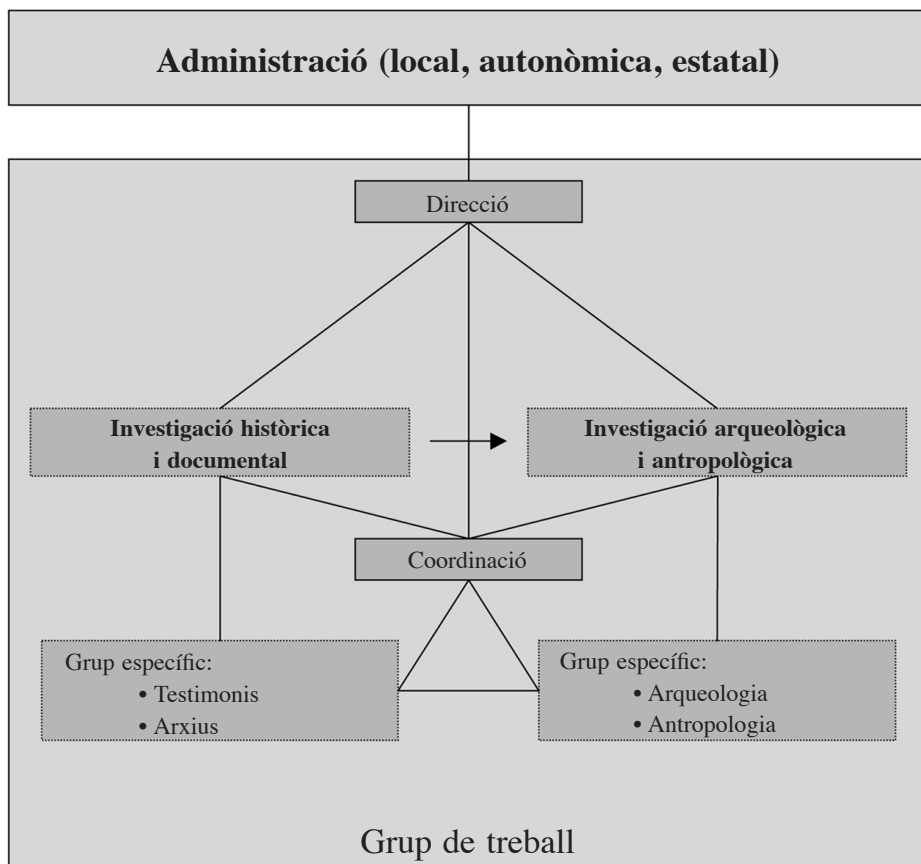 Administració (local, autonòmica, estatal)
Direcció
Investigació històrica
i documental
Investigació arqueològica
i antropològica
Coordinació
Grup específic:
• Testimonis
• Arxius
Grup específic:
• Arqueologia
• Antropologia
Grup de treball